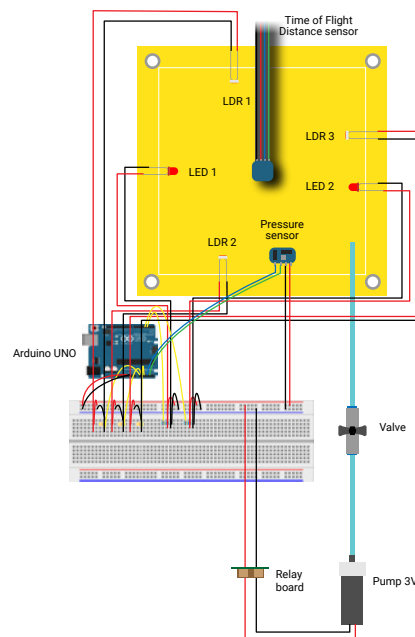 Time of Flight
Distance sensor
LDR 1
LDR 3
LED 1
LED 2
Pressure
sensor
LDR 2
Arduino UNO
Valve
Relay
board
Pump 3V